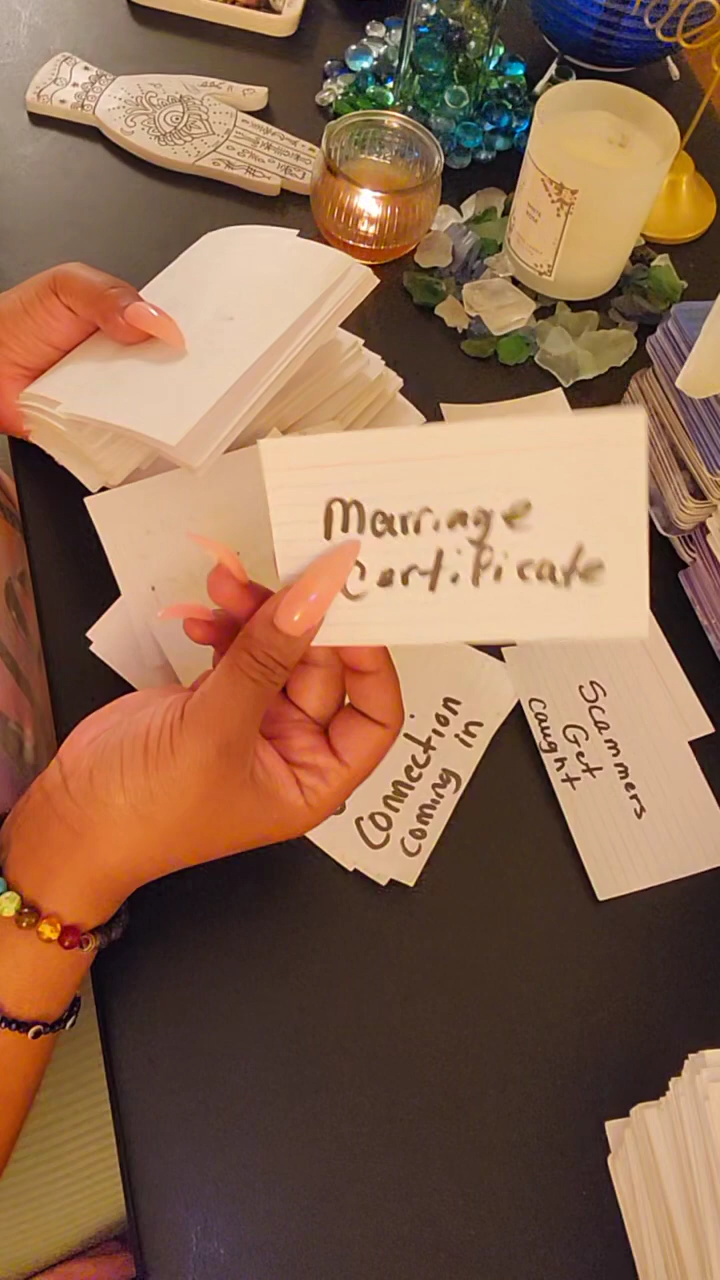 Marriage
Certificate
Connection
coming in
Scammers
Get
caught